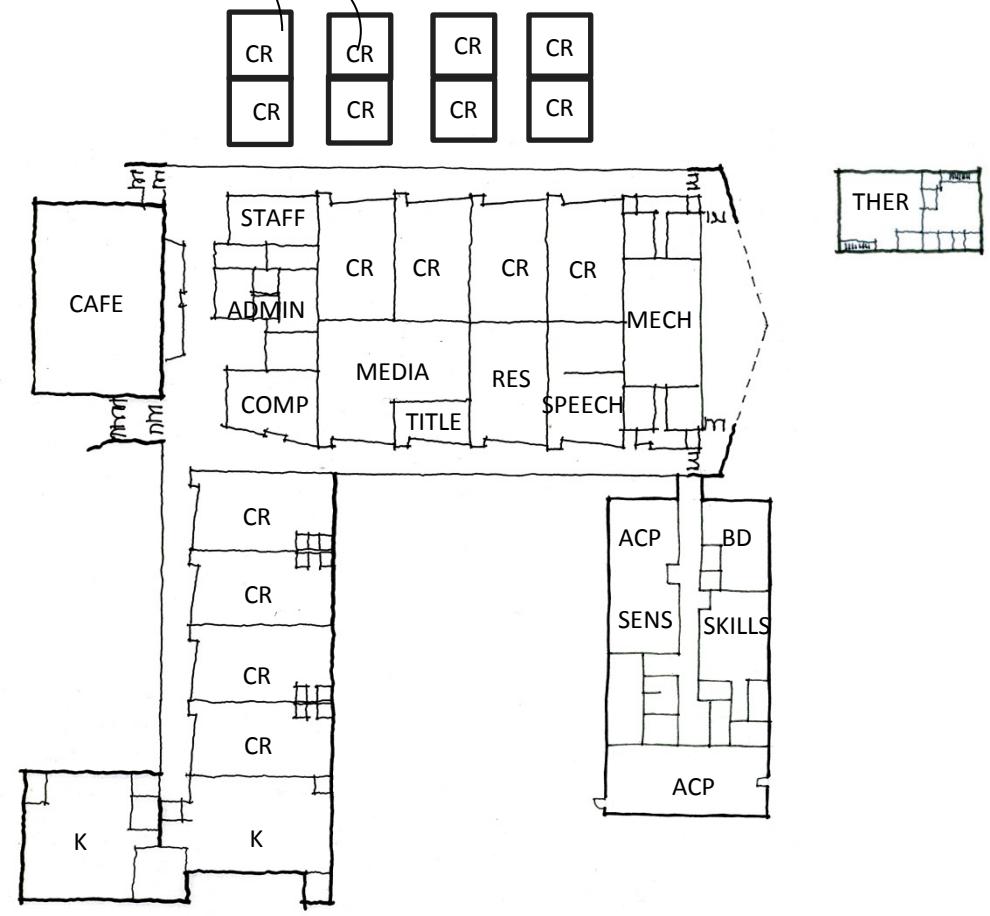 CR CR CR CR
CR CR CR CR
THER
STAFF
CR CR CR CR
CAFE
ADMIN
MECH
MEDIA
RES
COMP
SPEECH
TITLE
CR
ACP
BD
CR
SENS
SKILLS
CR
CR
ACP
K
K